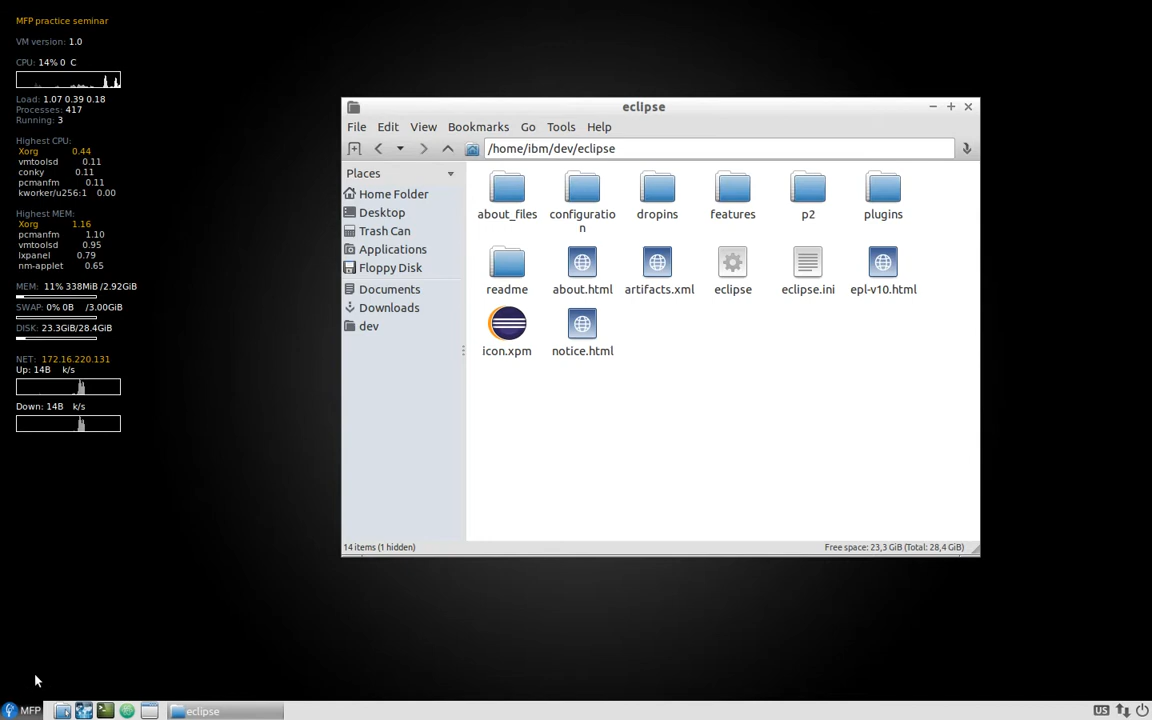 MFP practice seminar
VM version: 1.0
CPU: 14% 0 C
Load: 1.07 0.39 0.18
Processes: 417
Running: 3
Highest CPU:
Xorg 0.44
vmtoolsd 0.11
conky 0.11
pcmanfm 0.11
kworker/u256:1 0.00
Highest MEM:
Xorg 1.16
pcmanfm 1.10
vmtoolsd 0.95
lxpanel 0.79
nm-applet 0.65
MEM: 11% 338MiB /2.92GiB
SWAP: 0% 0B /3.00GiB
DISK: 23.3GiB/28.4GiB
NET: 172.16.220.131
Up: 14B k/s
Down: 14B k/s
eclipse
File Edit View Bookmarks Go Tools Help
/home/ibm/dev/eclipse
Places
Home Folder
Desktop
Trash Can
Applications
Floppy Disk
Documents
Downloads
dev
about_files configuratio dropins features p2 plugins
n
readme about.html artifacts.xml eclipse eclipse.ini epl-v10.html
icon.xpm notice.html
14 items (1 hidden) Free space: 23,3 GiB (Total: 28,4 GiB)
MFP eclipse US